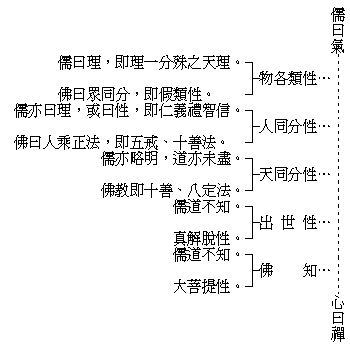 儒曰氣
物各類性…
儒曰理，即理一分殊之天理。
佛曰眾同分，即假類性。
人同分性…
儒亦曰理，或曰性，即仁義禮智信。
佛曰人乘正法，即五戒、十善法。
天同分性…
儒亦略明，道亦未盡。
佛教即十善、八定法。
出世性…
儒道不知。
真解脫性。
佛知…
儒道不知。
大菩提性。
心曰禪